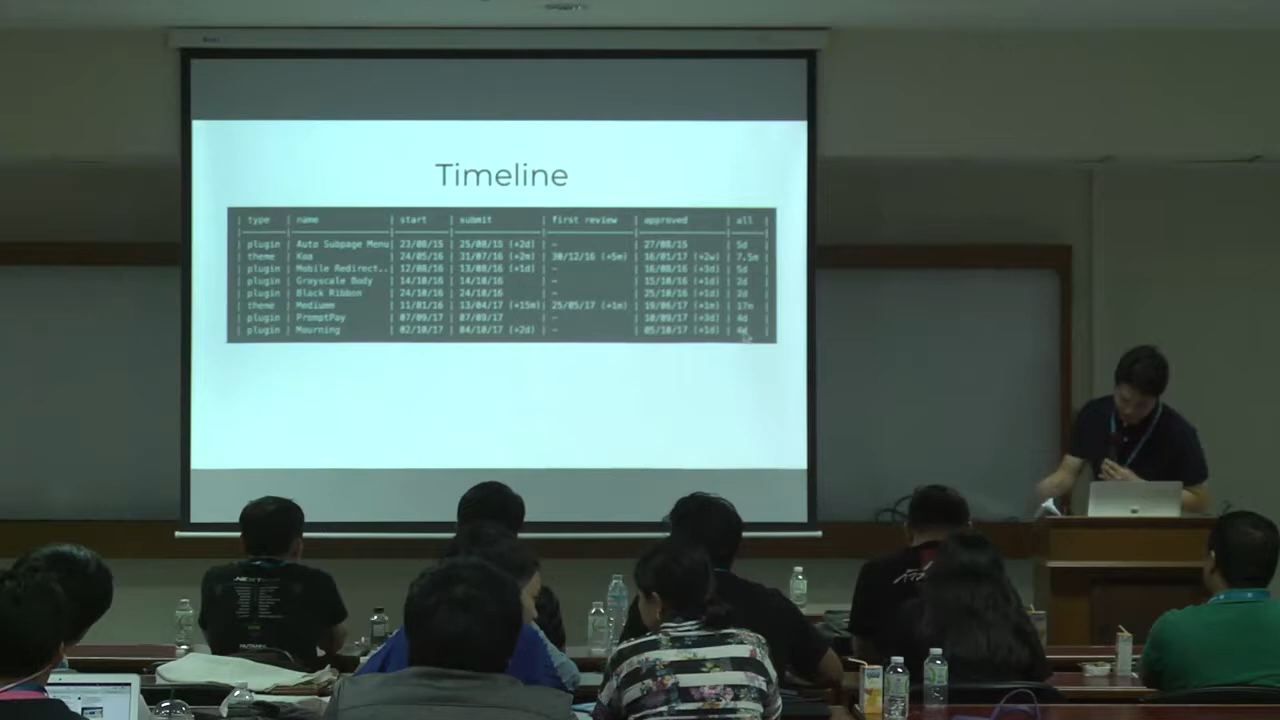 Timeline
| type | name | start | submit | first review | approved | all |
| plugin | Auto Subpage Menu | 23/08/15 | 25/08/15 (+2d) | – | 27/08/15 | 5d |
| theme | Koa | 24/05/16 | 31/07/16 (+2m) | 30/12/16 (+5m) | 16/01/17 (+2w) | 7.5m |
| plugin | Mobile Redirect.. | 12/08/16 | 13/08/16 (+1d) | – | 16/08/16 (+3d) | 5d |
| plugin | Grayscale Body | 14/10/16 | 14/10/16 | – | 15/10/16 (+1d) | 2d |
| plugin | Black Ribbon | 24/10/16 | 24/10/16 | – | 25/10/16 (+1d) | 2d |
| theme | Mediumm | 11/01/16 | 13/04/17 (+15m) | 25/05/17 (+1m) | 19/06/17 (+1m) | 17m |
| plugin | PromptPay | 07/09/17 | 07/09/17 | – | 10/09/17 (+3d) | 4d |
| plugin | Mourning | 02/10/17 | 04/10/17 (+2d) | – | 05/10/17 (+1d) | 4d |